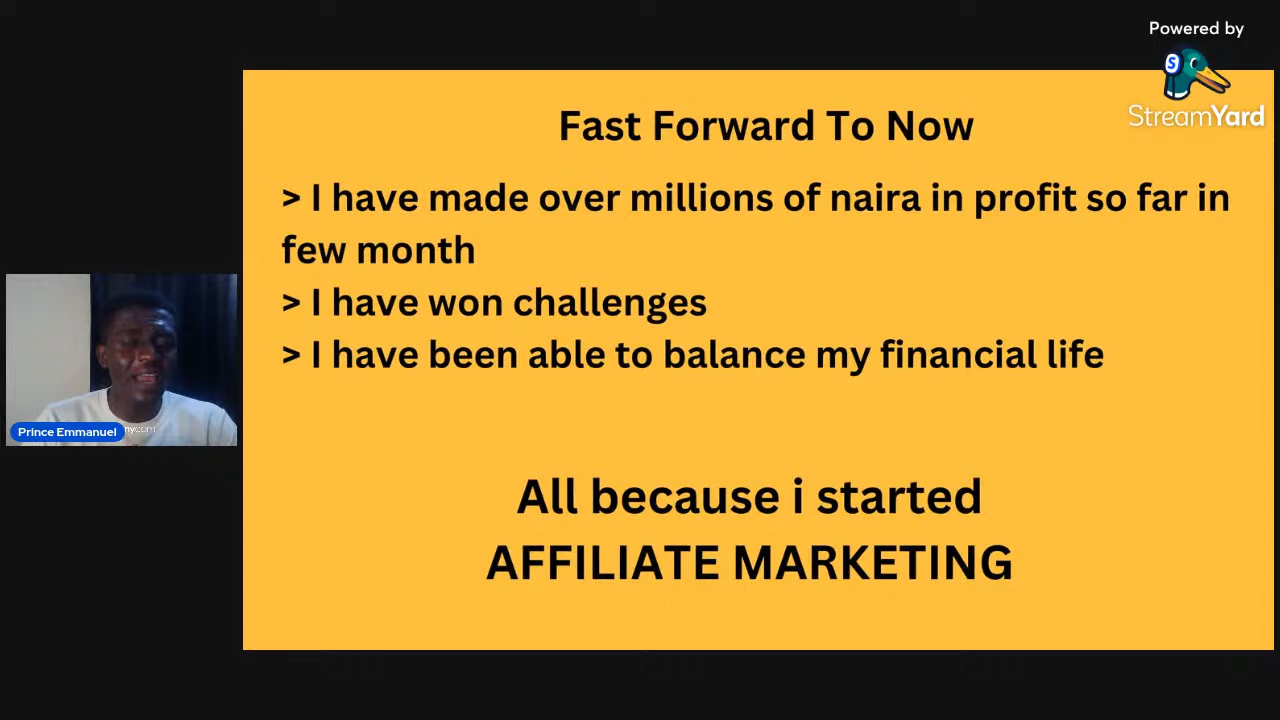 Powered by
StreamYard
Fast Forward To Now
> I have made over millions of naira in profit so far in
few month
> I have won challenges
> I have been able to balance my financial life
Prince Emmanuel
All because i started
AFFILIATE MARKETING